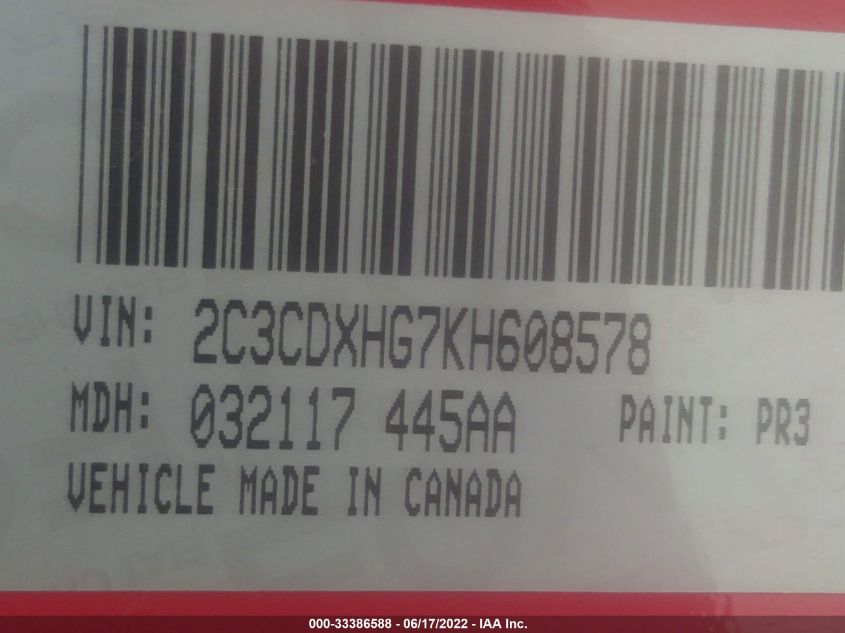 VIN: 2C3CDXHG7KH608578
MDH: 032117 445AA PAINT: PR3
VEHICLE MADE IN CANADA
000-33386588 - 06/17/2022 - IAA Inc.